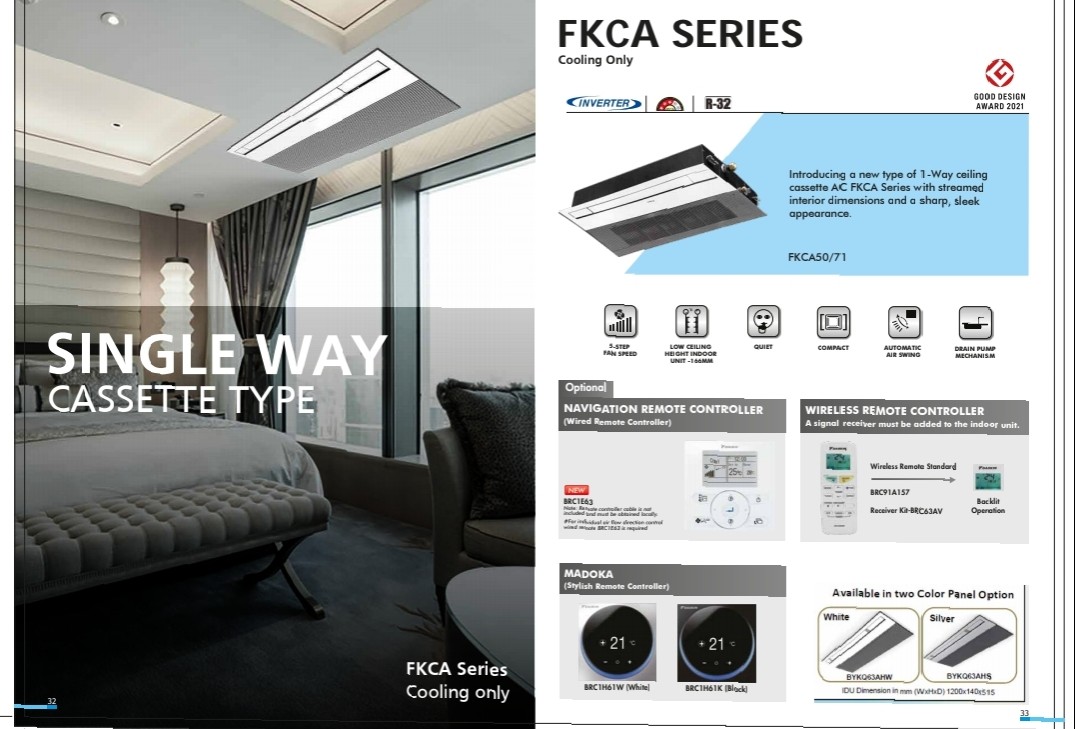 SINGLE WAY
CASSETTE TYPE
FKCA Series
Cooling only
32
FKCA SERIES
Cooling Only
GOOD DESIGN
AWARD 2021
INVERTER
R-32
Introducing a new type of 1-Way ceiling
cassette AC FKCA Series with streamed
interior dimensions and a sharp, sleek
appearance.
FKCA50/71
5-STEP
FAN SPEED
LOW CEILING
HEIGHT INDOOR
UNIT -166MM
QUIET
COMPACT
AUTOMATIC
AIR SWING
DRAIN PUMP
MECHANISM
Optional
NAVIGATION REMOTE CONTROLLER
(Wired Remote Controller)
NEW
BRC1E63
Note: Remote controller cable is not
included and must be obtained locally.
#For individual air flow direction control
wired remote BRC1E63 is required
WIRELESS REMOTE CONTROLLER
A signal receiver must be added to the indoor unit.
Wireless Remote Standard
BRC91A157
Receiver Kit-BRC63AV
Backlit
Operation
MADOKA
(Stylish Remote Controller)
21
21
BRC1H61W (White)
BRC1H61K (Black)
Available in two Color Panel Option
White
Silver
BYKQ63AHW
BYKQ63AHS
IDU Dimension in mm (WxHxD) 1200x140x515
33